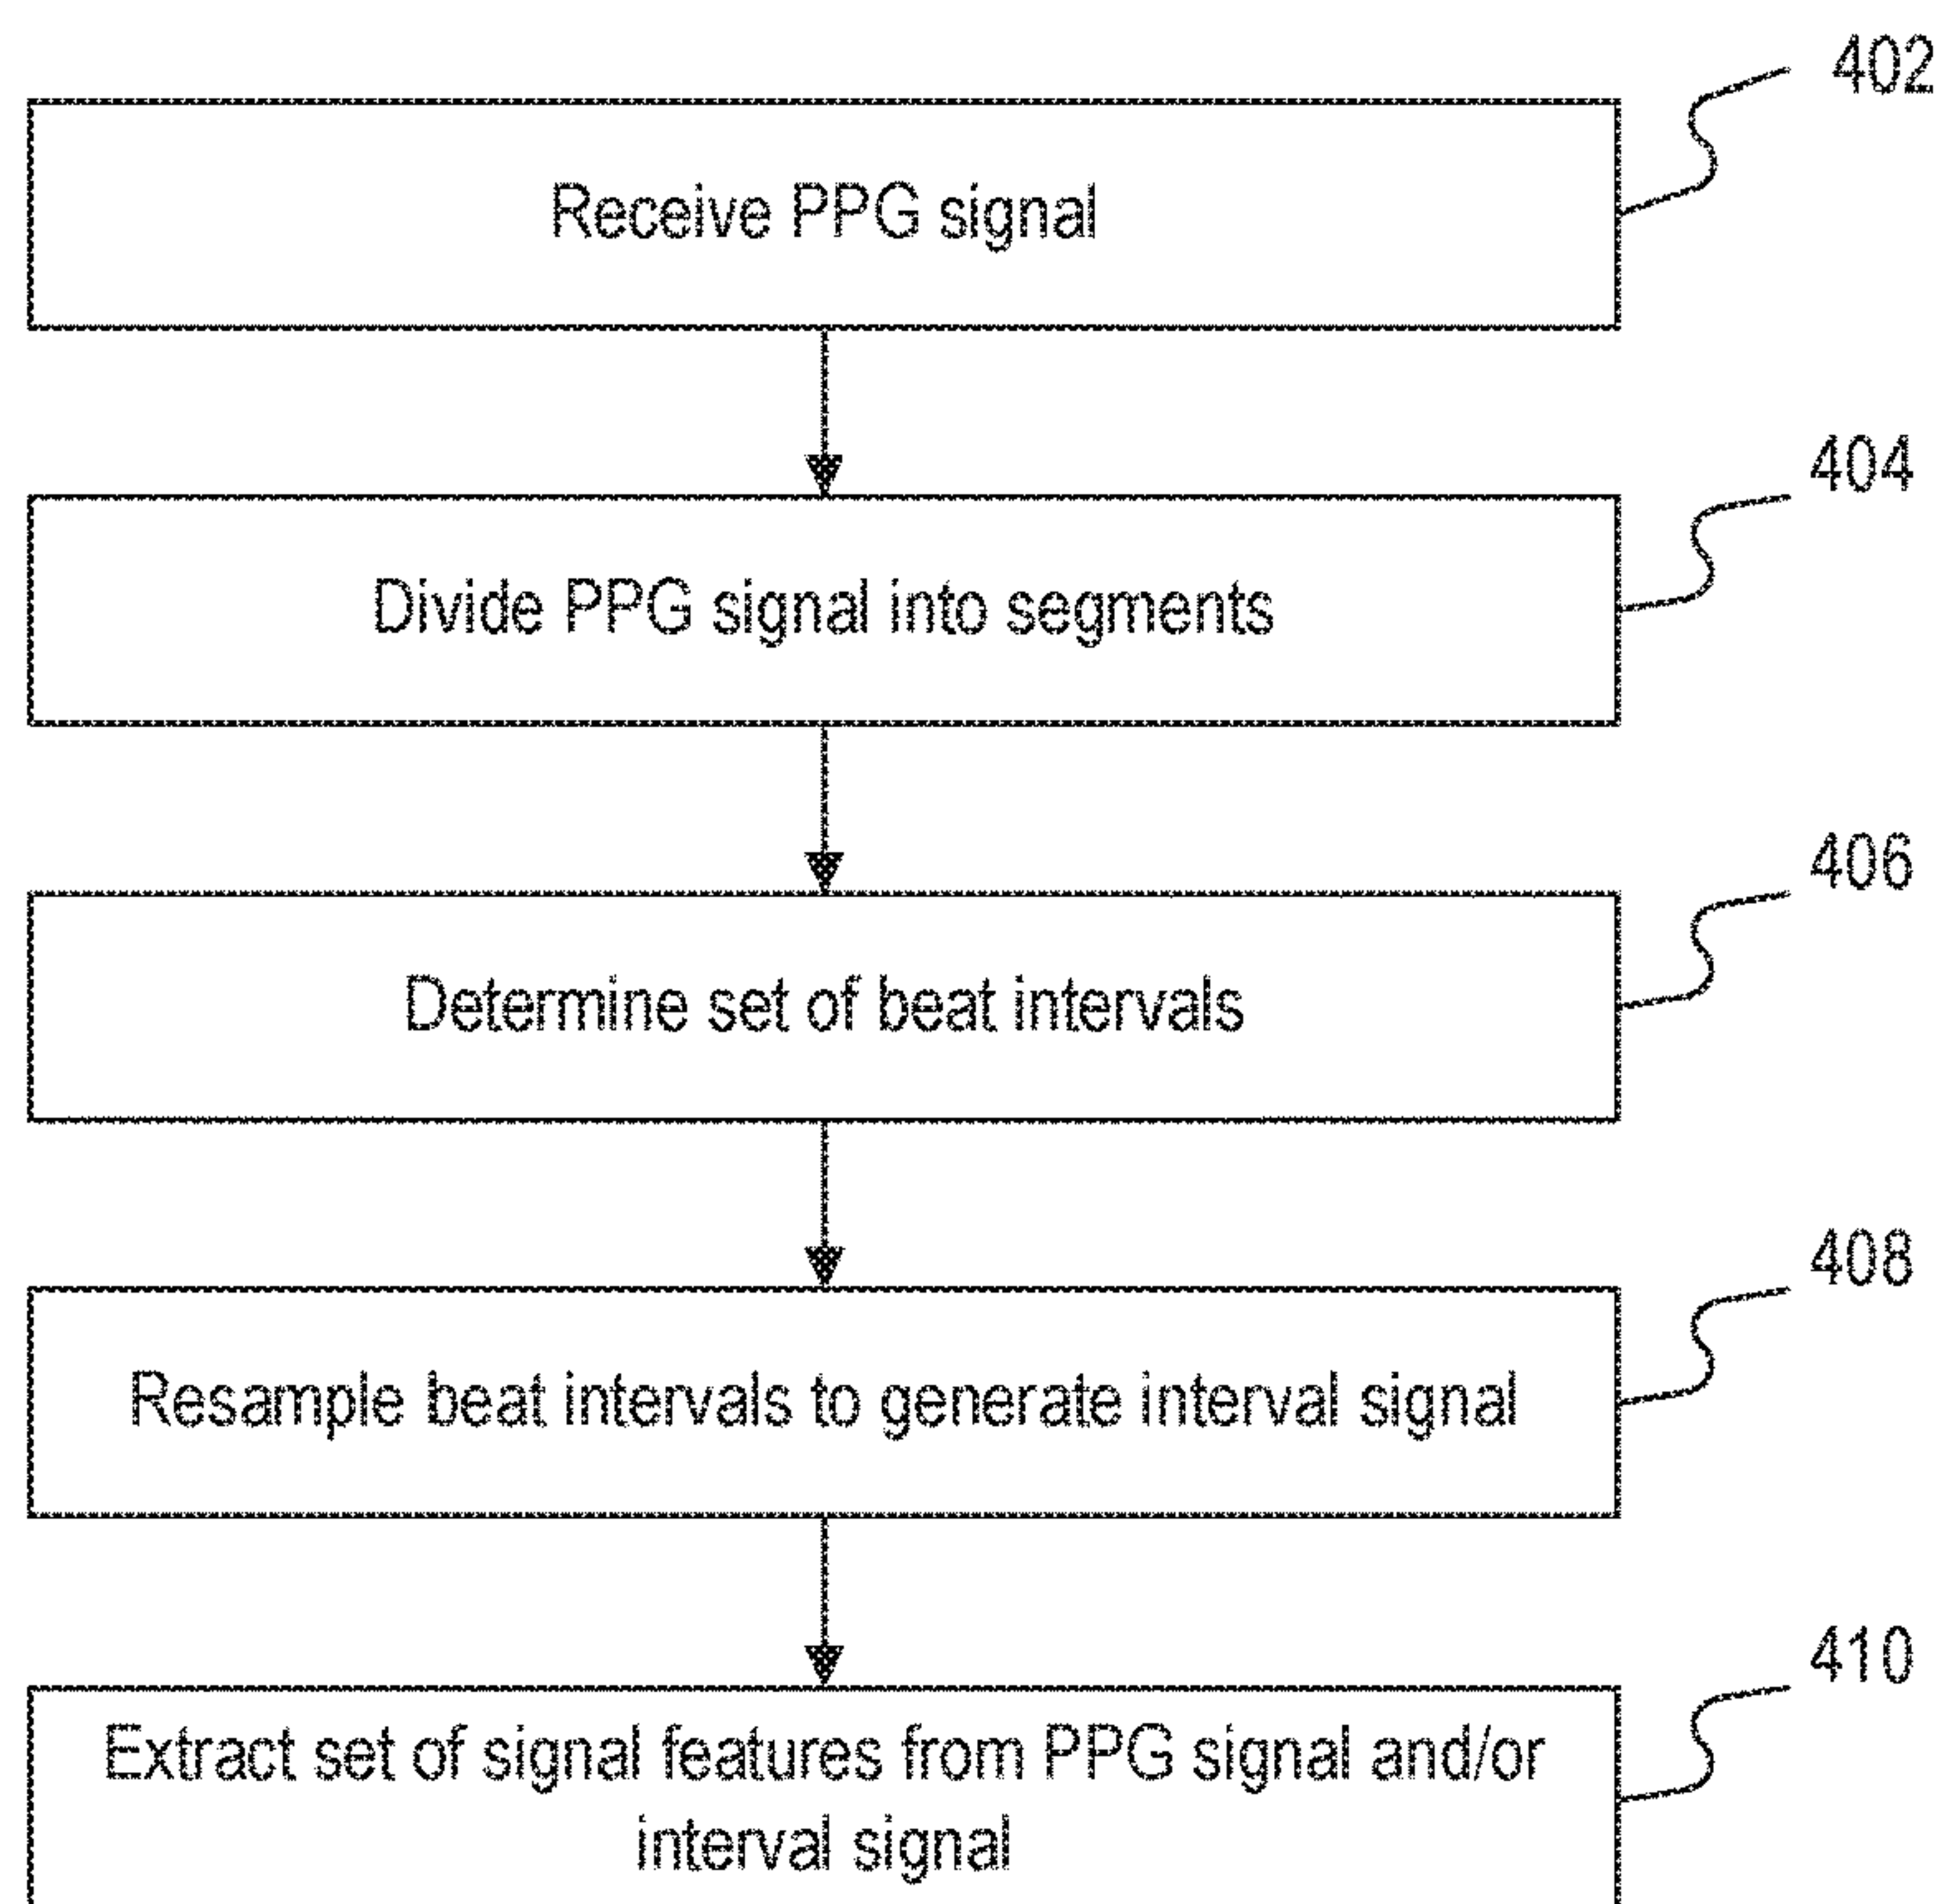 402
Receive PPG signal
404
Divide PPG signal into segments
406
Determine set of beat intervals
408
Resample beat intervals to generate interval signal
410
Extract set of signal features from PPG signal and/or
interval signal